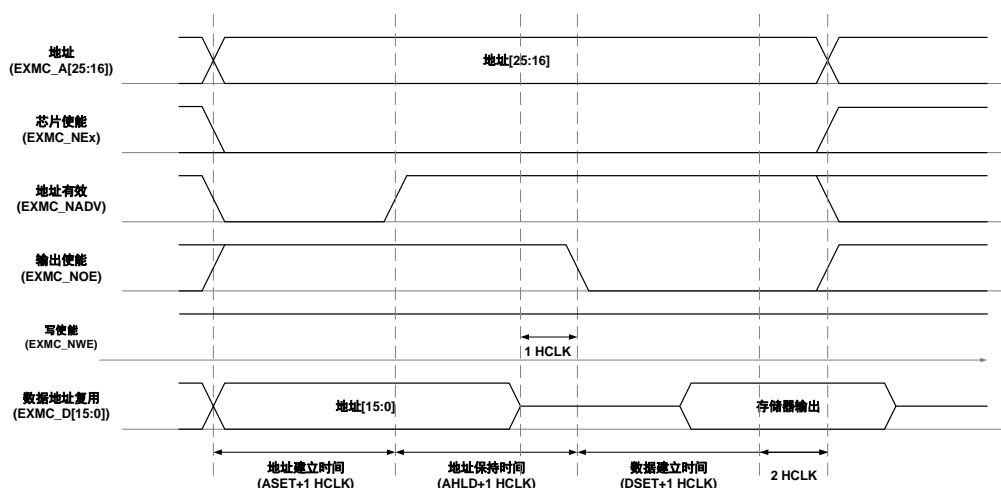 地址
(EXMC_A[25:16])
地址[25:16]
芯片使能
(EXMC_NEx)
地址有效
(EXMC_NADV)
输出使能
(EXMC_NOE)
写使能
(EXMC_NWE)
1 HCLK
数据地址复用
(EXMC_D[15:0])
地址[15:0]
存储器输出
地址建立时间
(ASET+1 HCLK)
地址保持时间
(AHLD+1 HCLK)
数据建立时间
(DSET+1 HCLK)
2 HCLK